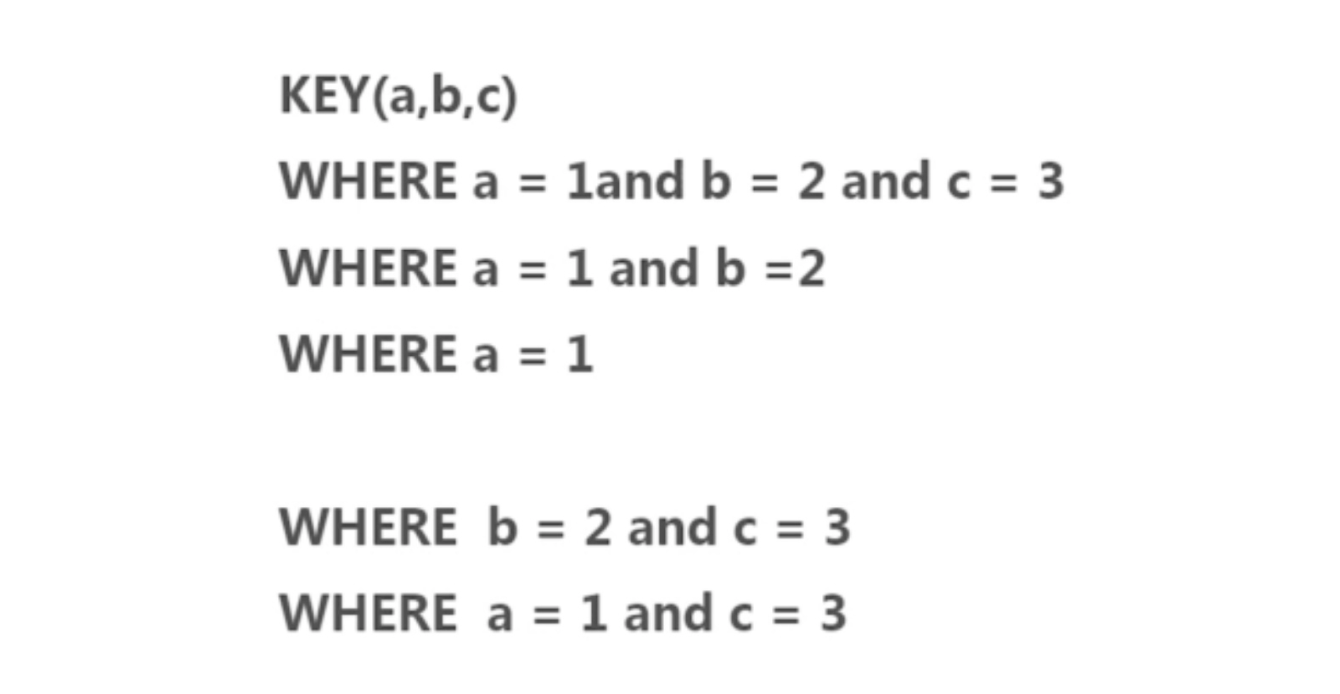 KEY(a,b,c)
WHERE a = 1and b = 2 and c = 3
WHERE a = 1 and b =2
WHERE a = 1
WHERE  b = 2 and c = 3
WHERE  a = 1 and c = 3